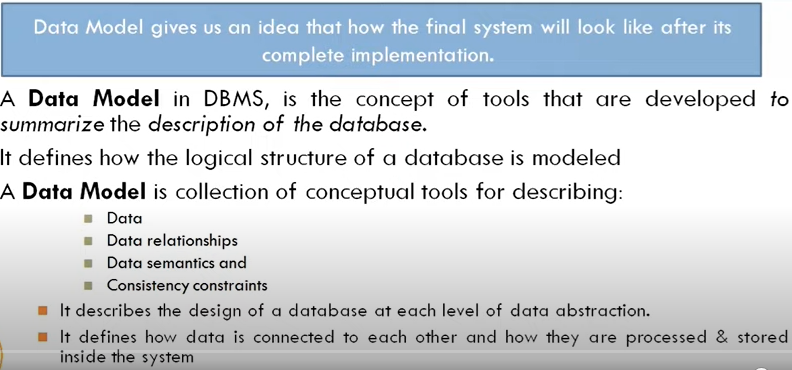 Data Model gives us an idea that how the final system will look like after its
complete implementation.
A Data Model in DBMS, is the concept of tools that are developed to
summarize the description of the database.
It defines how the logical structure of a database is modeled
A Data Model is collection of conceptual tools for describing:
Data
Data relationships
Data semantics and
Consistency constraints
It describes the design of a database at each level of data abstraction.
It defines how data is connected to each other and how they are processed & stored
inside the system